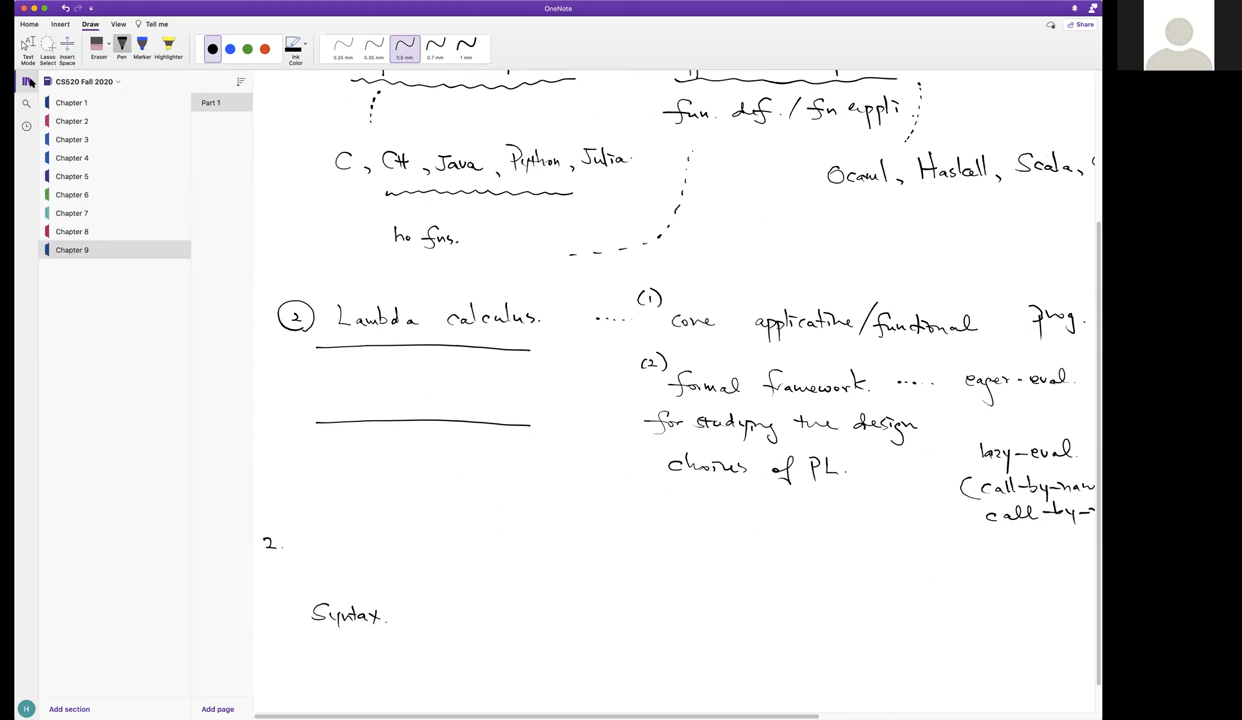 OneNote
Home Insert Draw View Tell me
Share
Text Mode
Lasso Select
Insert Space
Eraser
Pen
Marker
Highlighter
Ink Color
0.25 mm 0.35 mm 0.5 mm 0.7 mm 1 mm
CS520 Fall 2020
Chapter 1
Chapter 2
Chapter 3
Chapter 4
Chapter 5
Chapter 6
Chapter 7
Chapter 8
Chapter 9
Part 1
fun. def. / fn appli.
C, C#, Java, Python, Julia.
Ocaml, Haskell, Scala,
ho fns.
② Lambda calculus. ..... (1) core applicative/functional prog.
(2) formal framework. ..... eager-eval.
for studying the design
lazy-eval.
choices of PL.
(call-by-nam
call-by-
2.
Syntax.
H
Add section
Add page